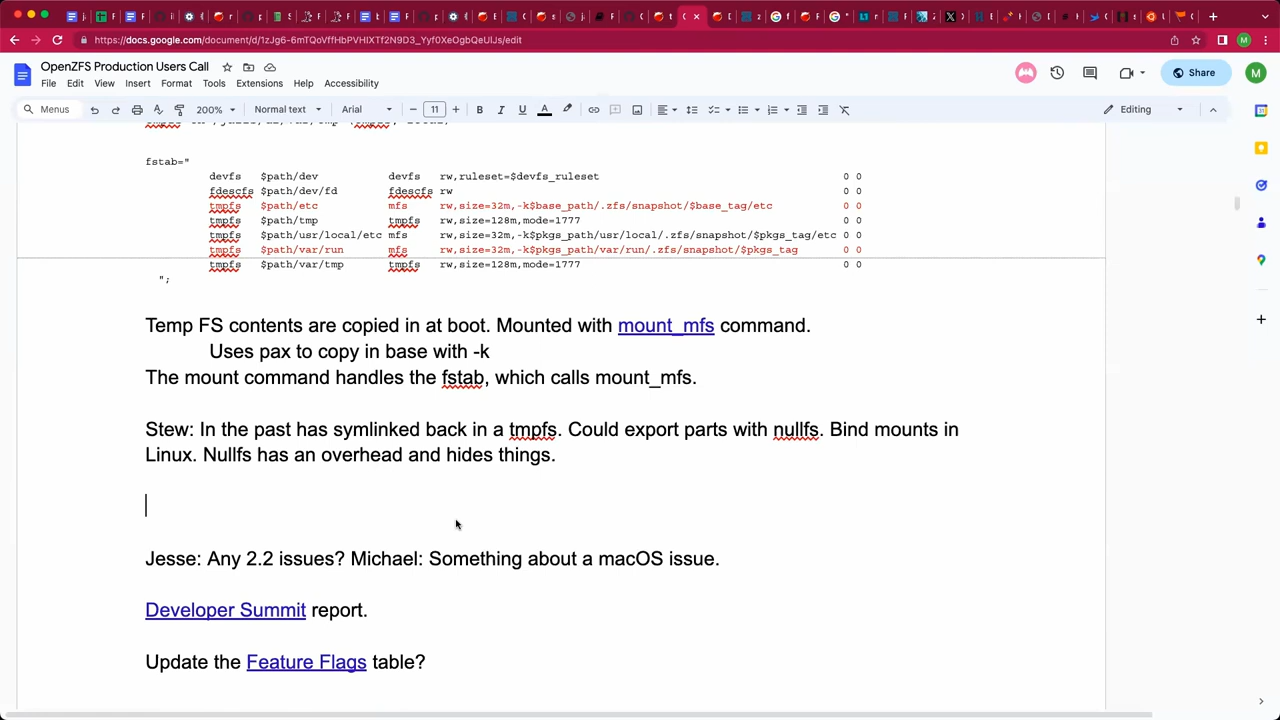 https://docs.google.com/document/d/1zJg6-6mTQoVffHbPVHIXTf2N9D3_Yyf0XeOgbQeUIJs/edit
OpenZFS Production Users Call
File Edit View Insert Format Tools Extensions Help Accessibility
Share
M
Menus 200% Normal text Arial 11 Editing
fstab="
devfs $path/dev devfs rw,ruleset=$devfs_ruleset 0 0
fdescfs $path/dev/fd fdescfs rw 0 0
tmpfs $path/etc mfs rw,size=32m,-k$base_path/.zfs/snapshot/$base_tag/etc 0 0
tmpfs $path/tmp tmpfs rw,size=128m,mode=1777 0 0
tmpfs $path/usr/local/etc mfs rw,size=32m,-k$pkgs_path/usr/local/.zfs/snapshot/$pkgs_tag/etc 0 0
tmpfs $path/var/run mfs rw,size=32m,-k$pkgs_path/var/run/.zfs/snapshot/$pkgs_tag 0 0
tmpfs $path/var/tmp tmpfs rw,size=128m,mode=1777 0 0
";
Temp FS contents are copied in at boot. Mounted with mount_mfs command.
Uses pax to copy in base with -k
The mount command handles the fstab, which calls mount_mfs.
Stew: In the past has symlinked back in a tmpfs. Could export parts with nullfs. Bind mounts in
Linux. Nullfs has an overhead and hides things.
Jesse: Any 2.2 issues? Michael: Something about a macOS issue.
Developer Summit report.
Update the Feature Flags table?